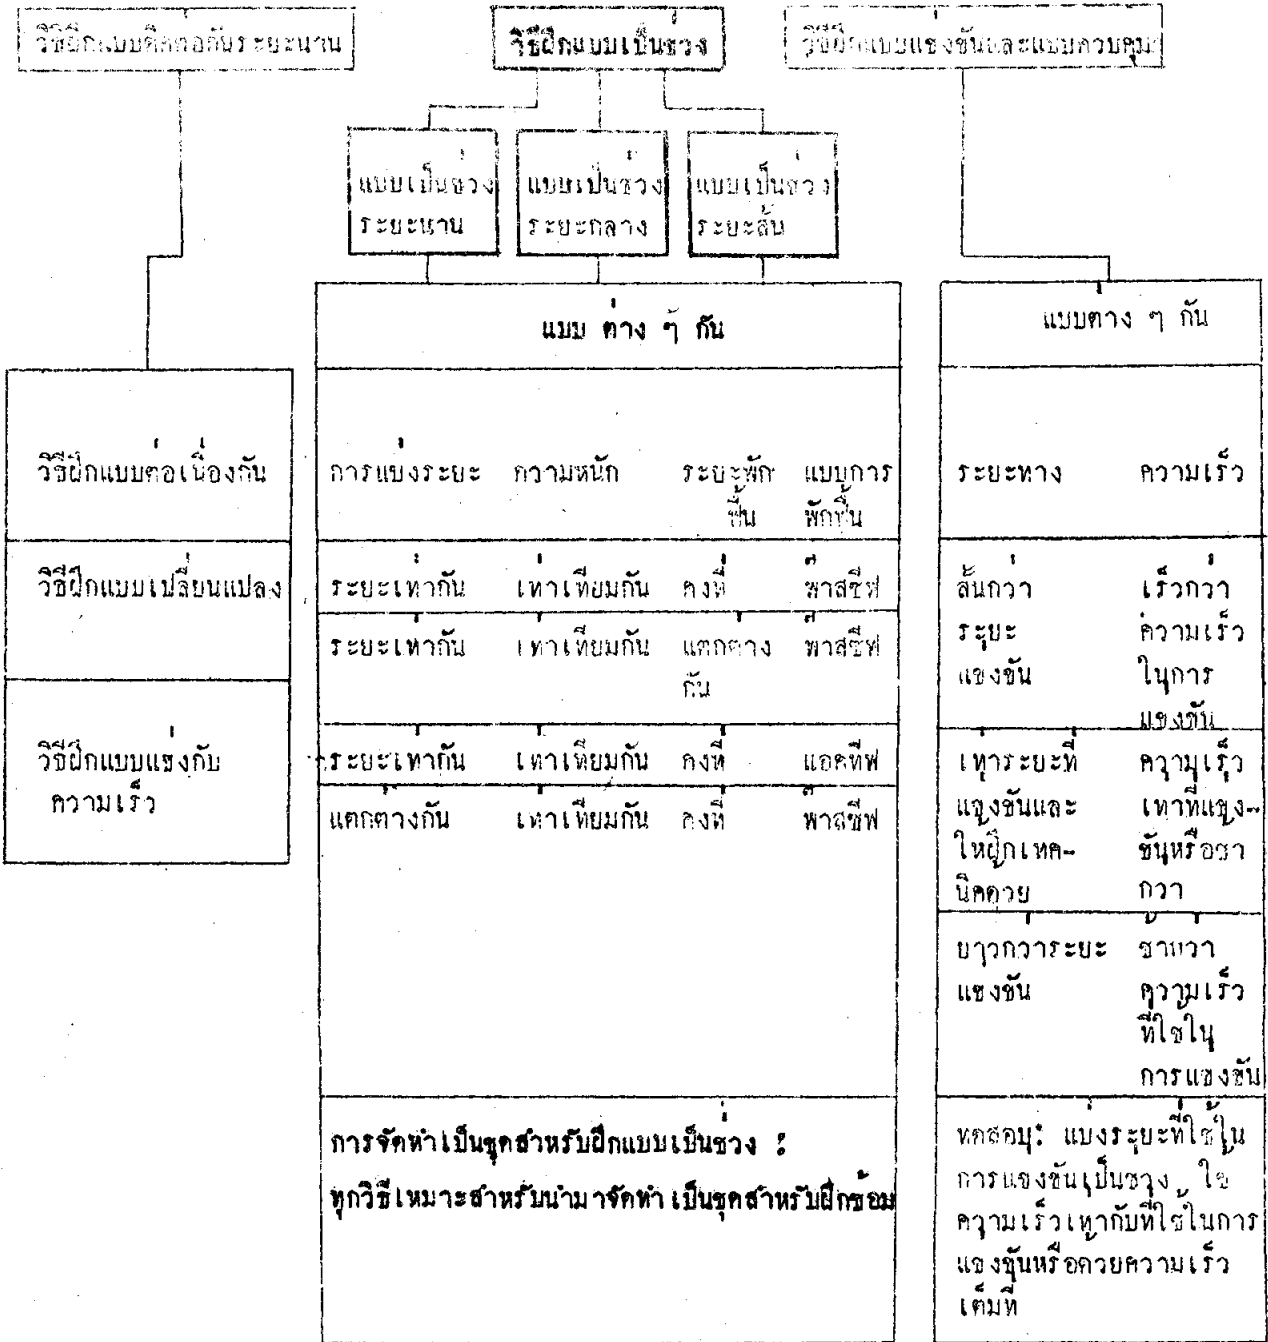 วิธีฝึกแบบติดต่อกันระยะนาน
วิธีฝึกแบบเป็นช่วง
วิธีฝึกแบบแข่งขันและแบบควบคุม
แบบเป็นช่วง
ระยะนาน
แบบเป็นช่วง
ระยะกลาง
แบบเป็นช่วง
ระยะสั้น
วิธีฝึกแบบต่อเนื่องกัน
วิธีฝึกแบบเปลี่ยนแปลง
วิธีฝึกแบบแข่งกับ
ความเร็ว
แบบ ต่าง ๆ กัน
การแบ่งระยะ ความหนัก ระยะพัก แบบการ
ฟื้น พักฟื้น
ระยะเท่ากัน เท่าเทียมกัน คงที่ พาสซีฟ
ระยะเท่ากัน เท่าเทียมกัน แตกต่าง พาสซีฟ
กัน
ระยะเท่ากัน เท่าเทียมกัน คงที่ แอคทีฟ
แตกต่างกัน เท่าเทียมกัน คงที่ พาสซีฟ
การจัดทำเป็นชุดสำหรับฝึกแบบเป็นช่วง :
ทุกวิธีเหมาะสำหรับนำมาจัดทำเป็นชุดสำหรับฝึกซ้อม
แบบต่าง ๆ กัน
ระยะทาง ความเร็ว
สั้นกว่า เร็วกว่า
ระยะ ความเร็ว
แข่งขัน ในการ
แข่งขัน
เท่าระยะที่ ความเร็ว
แข่งขันและ เท่าที่แข่ง-
ให้ฝึกเทค- ขันหรือช้า
นิคด้วย กว่า
ยาวกว่าระยะ ช้ากว่า
แข่งขัน ความเร็ว
ที่ใช้ใน
การแข่งขัน
ทดสอบ: แบ่งระยะที่ใช้ใน
การแข่งขันเป็นช่วง ใช้
ความเร็วเท่ากับที่ใช้ในการ
แข่งขันหรือด้วยความเร็ว
เต็มที่